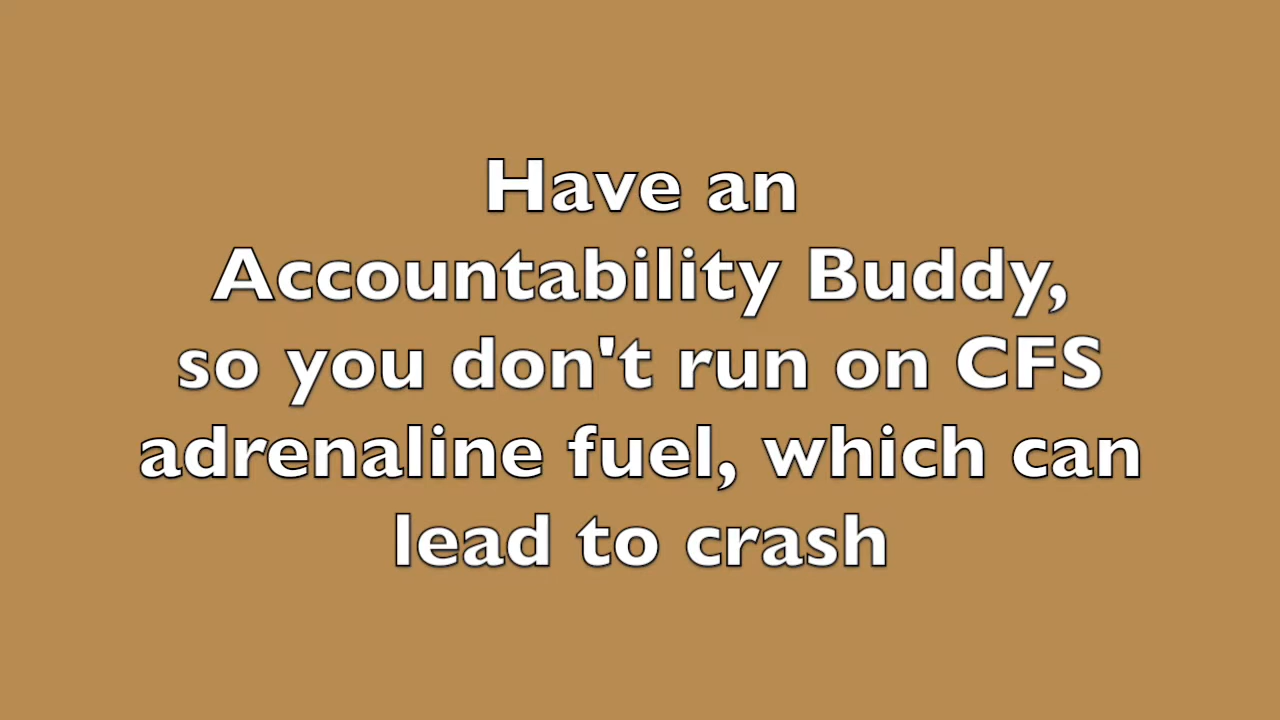 Have an
Accountability Buddy,
so you don't run on CFS
adrenaline fuel, which can
lead to crash